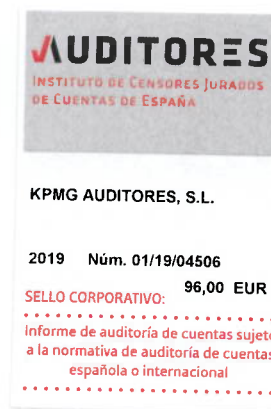 AUDITORES
INSTITUTO DE CENSORES JURADOS
DE CUENTAS DE ESPAÑA
KPMG AUDITORES, S.L.
2019 Núm. 01/19/04506
96,00 EUR
SELLO CORPORATIVO:
Informe de auditoría de cuentas sujeto
a la normativa de auditoría de cuentas
española o internacional